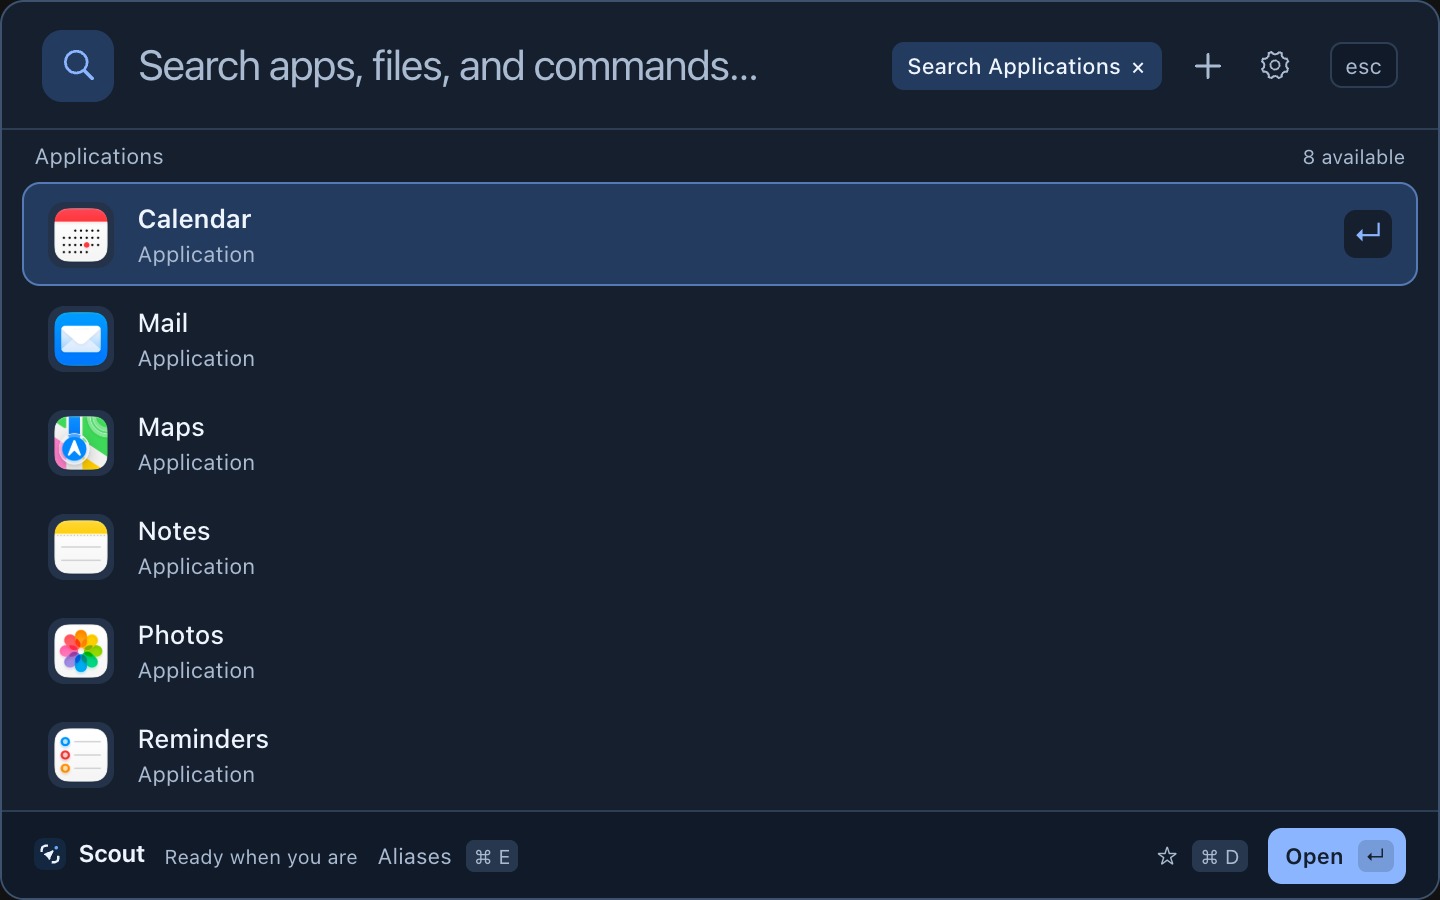 Search apps, files, and commands...
Search Applications ×
esc
Applications
8 available
Calendar
Application
Mail
Application
Maps
Application
Notes
Application
Photos
Application
Reminders
Application
Scout Ready when you are Aliases ⌘ E
⌘ D
Open